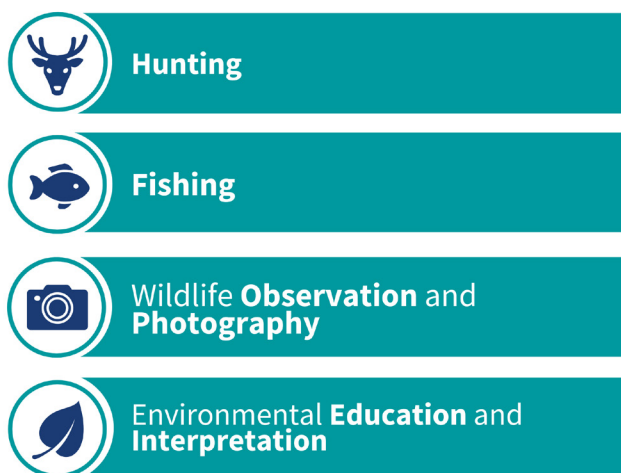 Hunting
Fishing
Wildlife Observation and
Photography
Environmental Education and
Interpretation